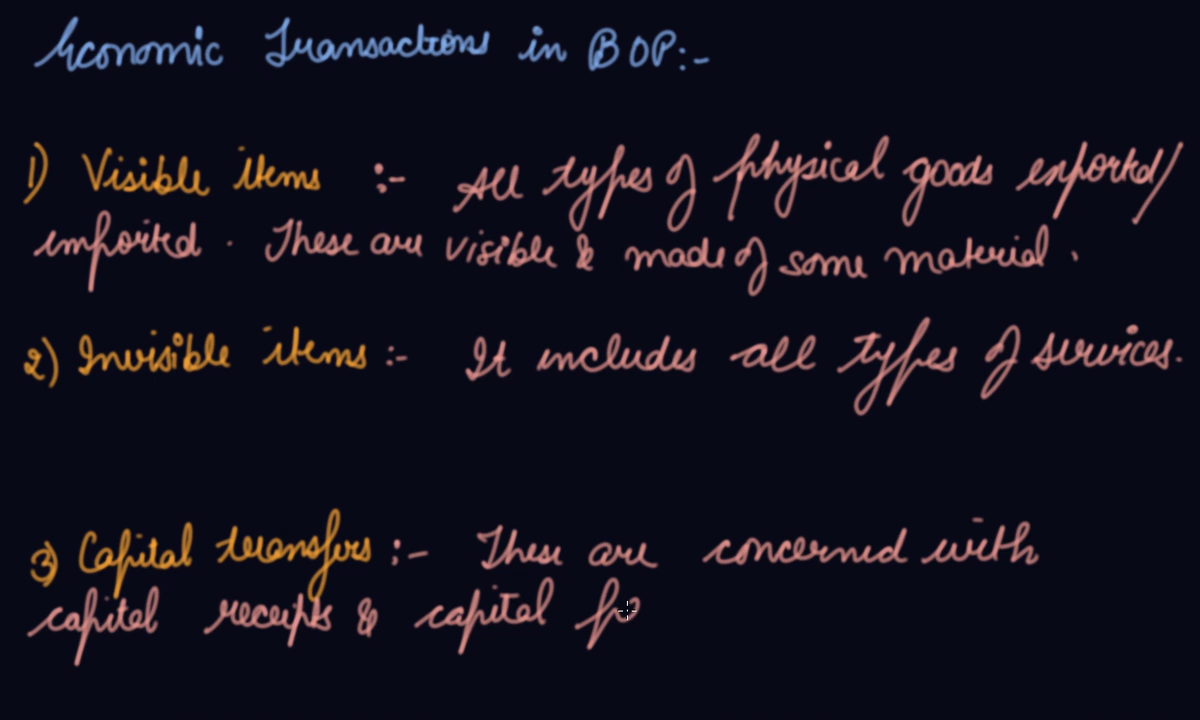 Economic Transactions in BOP:-
1) Visible items :- All types of physical goods exported/
imported. These are visible & made of some material.
2) Invisible items :- It includes all types of services.
3) Capital transfers :- These are concerned with
capital receipts & capital